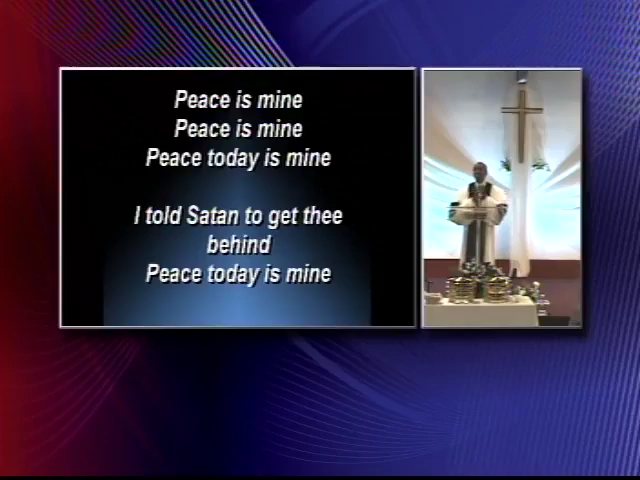 Peace is mine
Peace is mine
Peace today is mine
I told Satan to get thee
behind
Peace today is mine